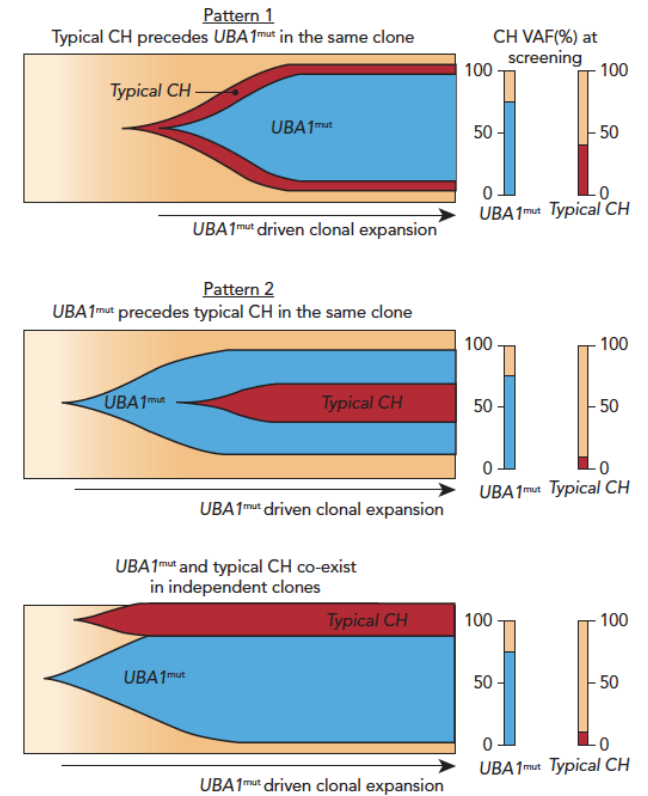 Pattern 1
Typical CH precedes UBA1ᵐᵘᵗ in the same clone
CH VAF(%) at
screening
Typical CH
UBA1ᵐᵘᵗ
100
50
0
100
50
0
UBA1ᵐᵘᵗ Typical CH
UBA1ᵐᵘᵗ driven clonal expansion
Pattern 2
UBA1ᵐᵘᵗ precedes typical CH in the same clone
UBA1ᵐᵘᵗ
Typical CH
100
50
0
100
50
0
UBA1ᵐᵘᵗ Typical CH
UBA1ᵐᵘᵗ driven clonal expansion
UBA1ᵐᵘᵗ and typical CH co-exist
in independent clones
Typical CH
UBA1ᵐᵘᵗ
100
50
0
100
50
0
UBA1ᵐᵘᵗ Typical CH
UBA1ᵐᵘᵗ driven clonal expansion